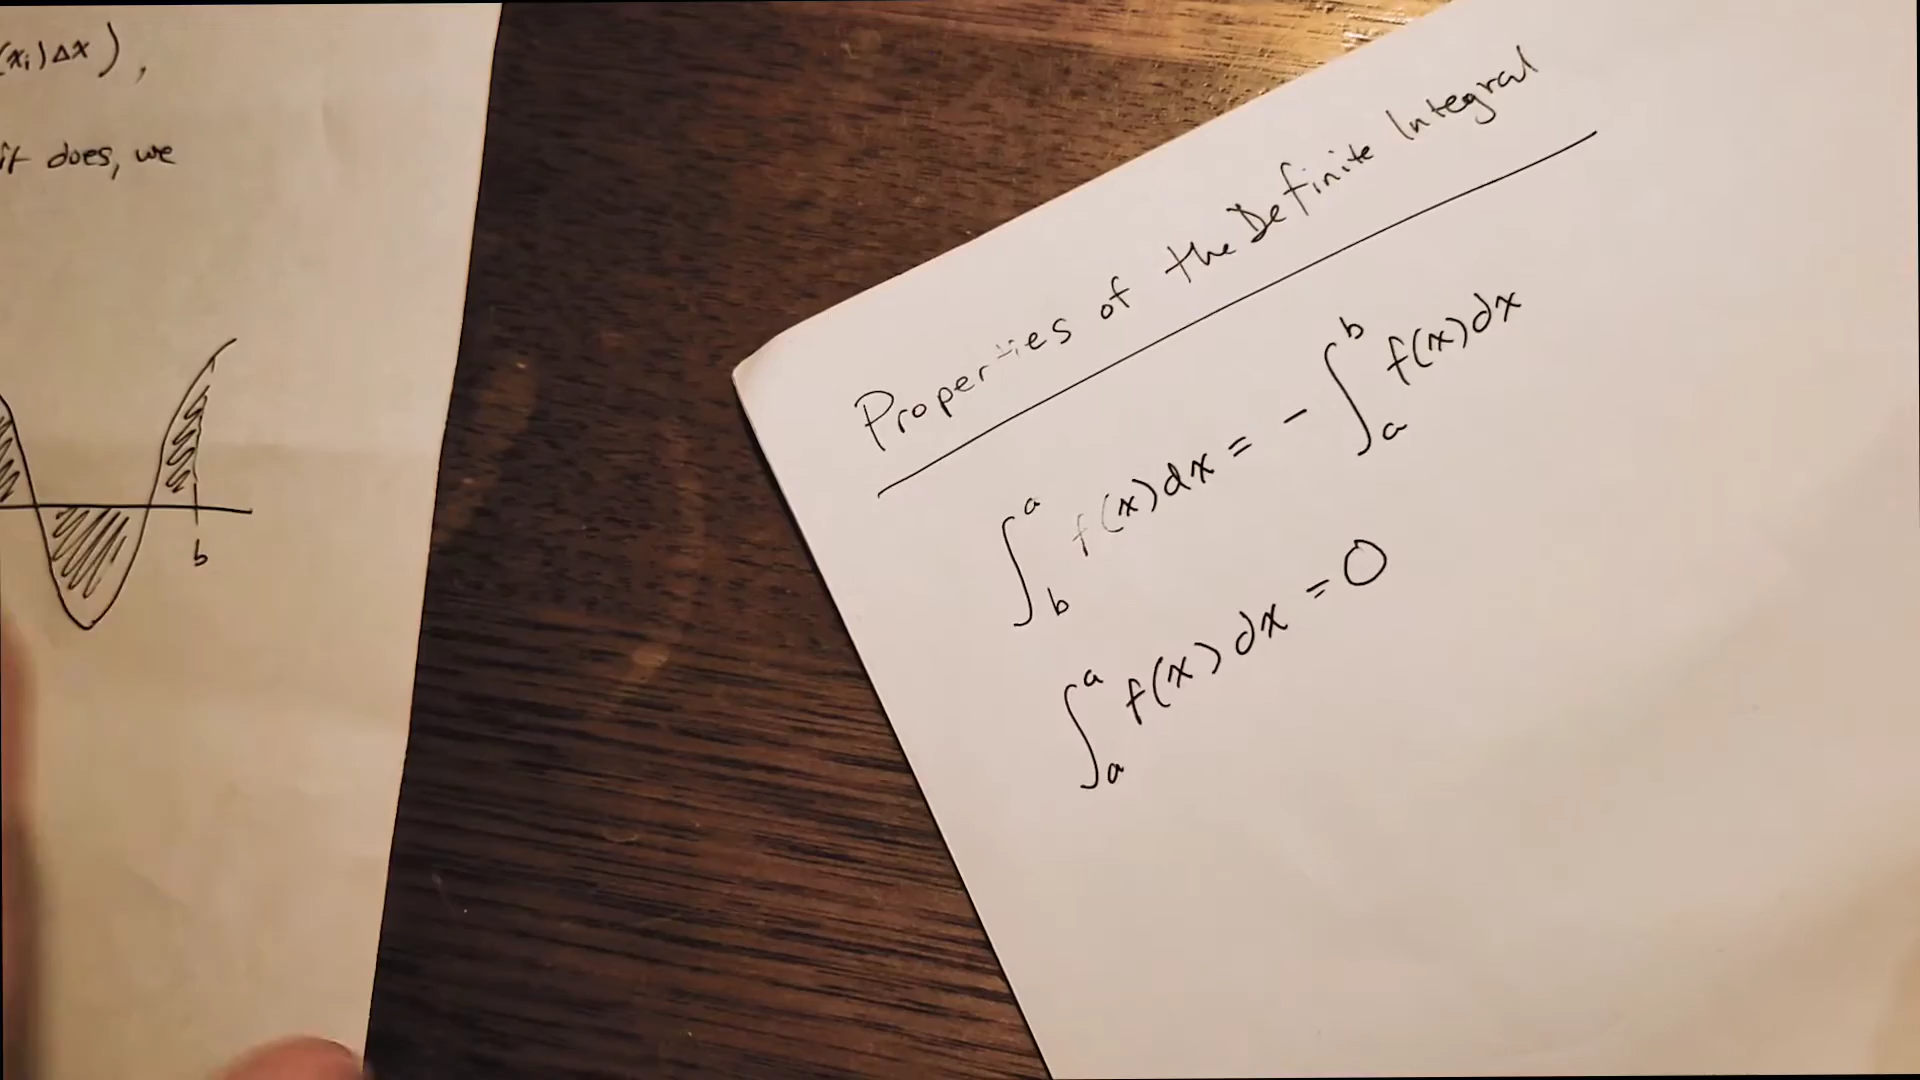 (xᵢ)Δx),
it does, we
b
Properties of the Definite Integral
∫_b^a f(x)dx = - ∫_a^b f(x)dx
∫_a^a f(x)dx = 0